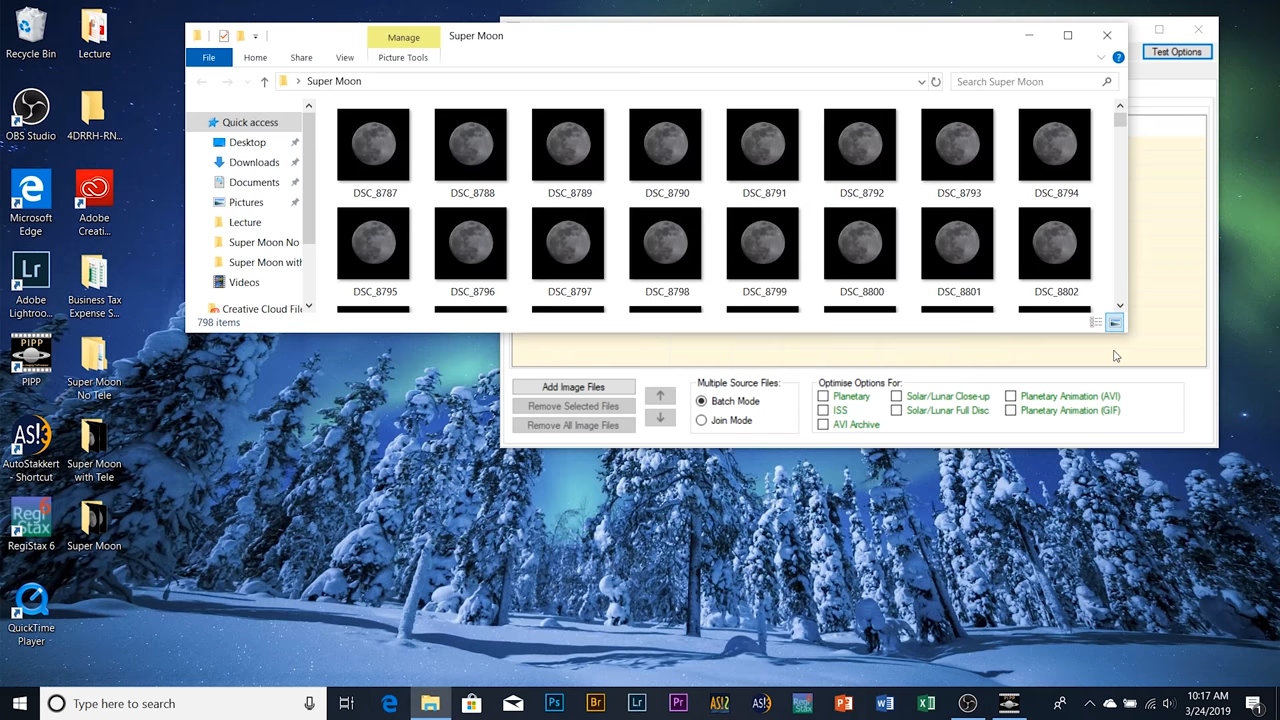 Recycle Bin
Lecture
OBS Studio
4DRRH-RN...
Microsoft
Edge
Adobe
Creati...
Adobe
Lightroo...
Business Tax
Expense S...
PIPP
PIPP
Super Moon
No Tele
AutoStakkert
- Shortcut
Super Moon
with Tele
RegiStax 6
Super Moon
QuickTime
Player
Manage
Super Moon
File
Home
Share
View
Picture Tools
Super Moon
Search Super Moon
Quick access
Desktop
Downloads
Documents
Pictures
Lecture
Super Moon No
Super Moon with
Videos
Creative Cloud File
DSC_8787
DSC_8788
DSC_8789
DSC_8790
DSC_8791
DSC_8792
DSC_8793
DSC_8794
DSC_8795
DSC_8796
DSC_8797
DSC_8798
DSC_8799
DSC_8800
DSC_8801
DSC_8802
798 items
Test Options
Add Image Files
Remove Selected Files
Remove All Image Files
Multiple Source Files:
Batch Mode
Join Mode
Optimise Options For:
Planetary
Solar/Lunar Close-up
Planetary Animation (AVI)
ISS
Solar/Lunar Full Disc
Planetary Animation (GIF)
AVI Archive
Type here to search
Ps
Br
Lr
Pr
10:17 AM
3/24/2019